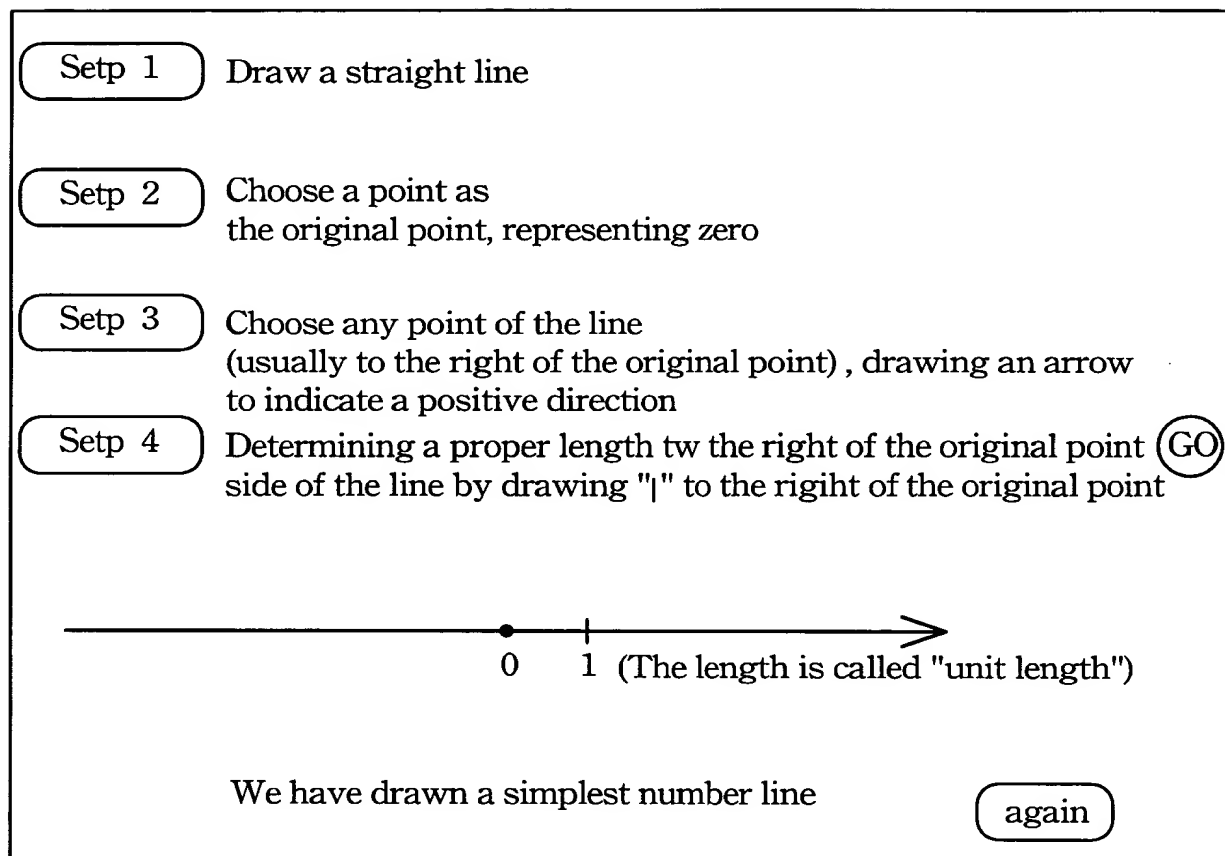 Setp 1 Draw a straight line
Setp 2 Choose a point as
the original point, representing zero
Setp 3 Choose any point of the line
(usually to the right of the original point) , drawing an arrow
to indicate a positive direction
Setp 4 Determining a proper length tw the right of the original point GO
side of the line by drawing "|" to the rigiht of the original point
0 1 (The length is called "unit length")
We have drawn a simplest number line
again